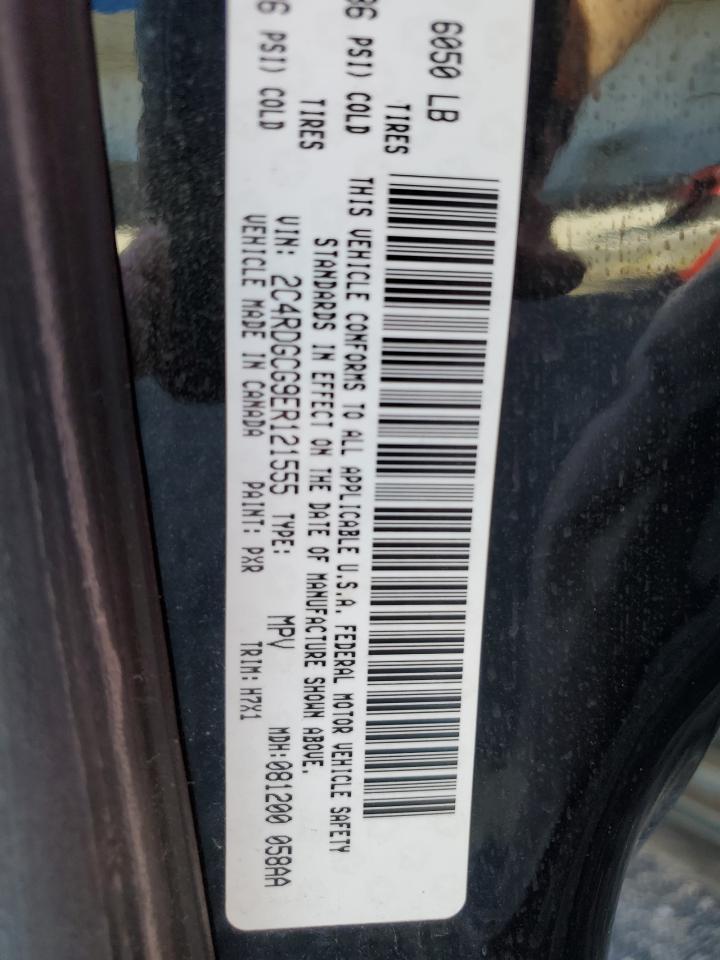 6050 LB
TIRES
36 PSI) COLD
TIRES
PSI) COLD
THIS VEHICLE CONFORMS TO ALL APPLICABLE U.S.A. FEDERAL MOTOR VEHICLE SAFETY
STANDARDS IN EFFECT ON THE DATE OF MANUFACTURE SHOWN ABOVE.
VIN: 2C4RDGCG9ER121555 TYPE: MPV MDH:081200 058AA
VEHICLE MADE IN CANADA PAINT: PXR TRIM: H7X1